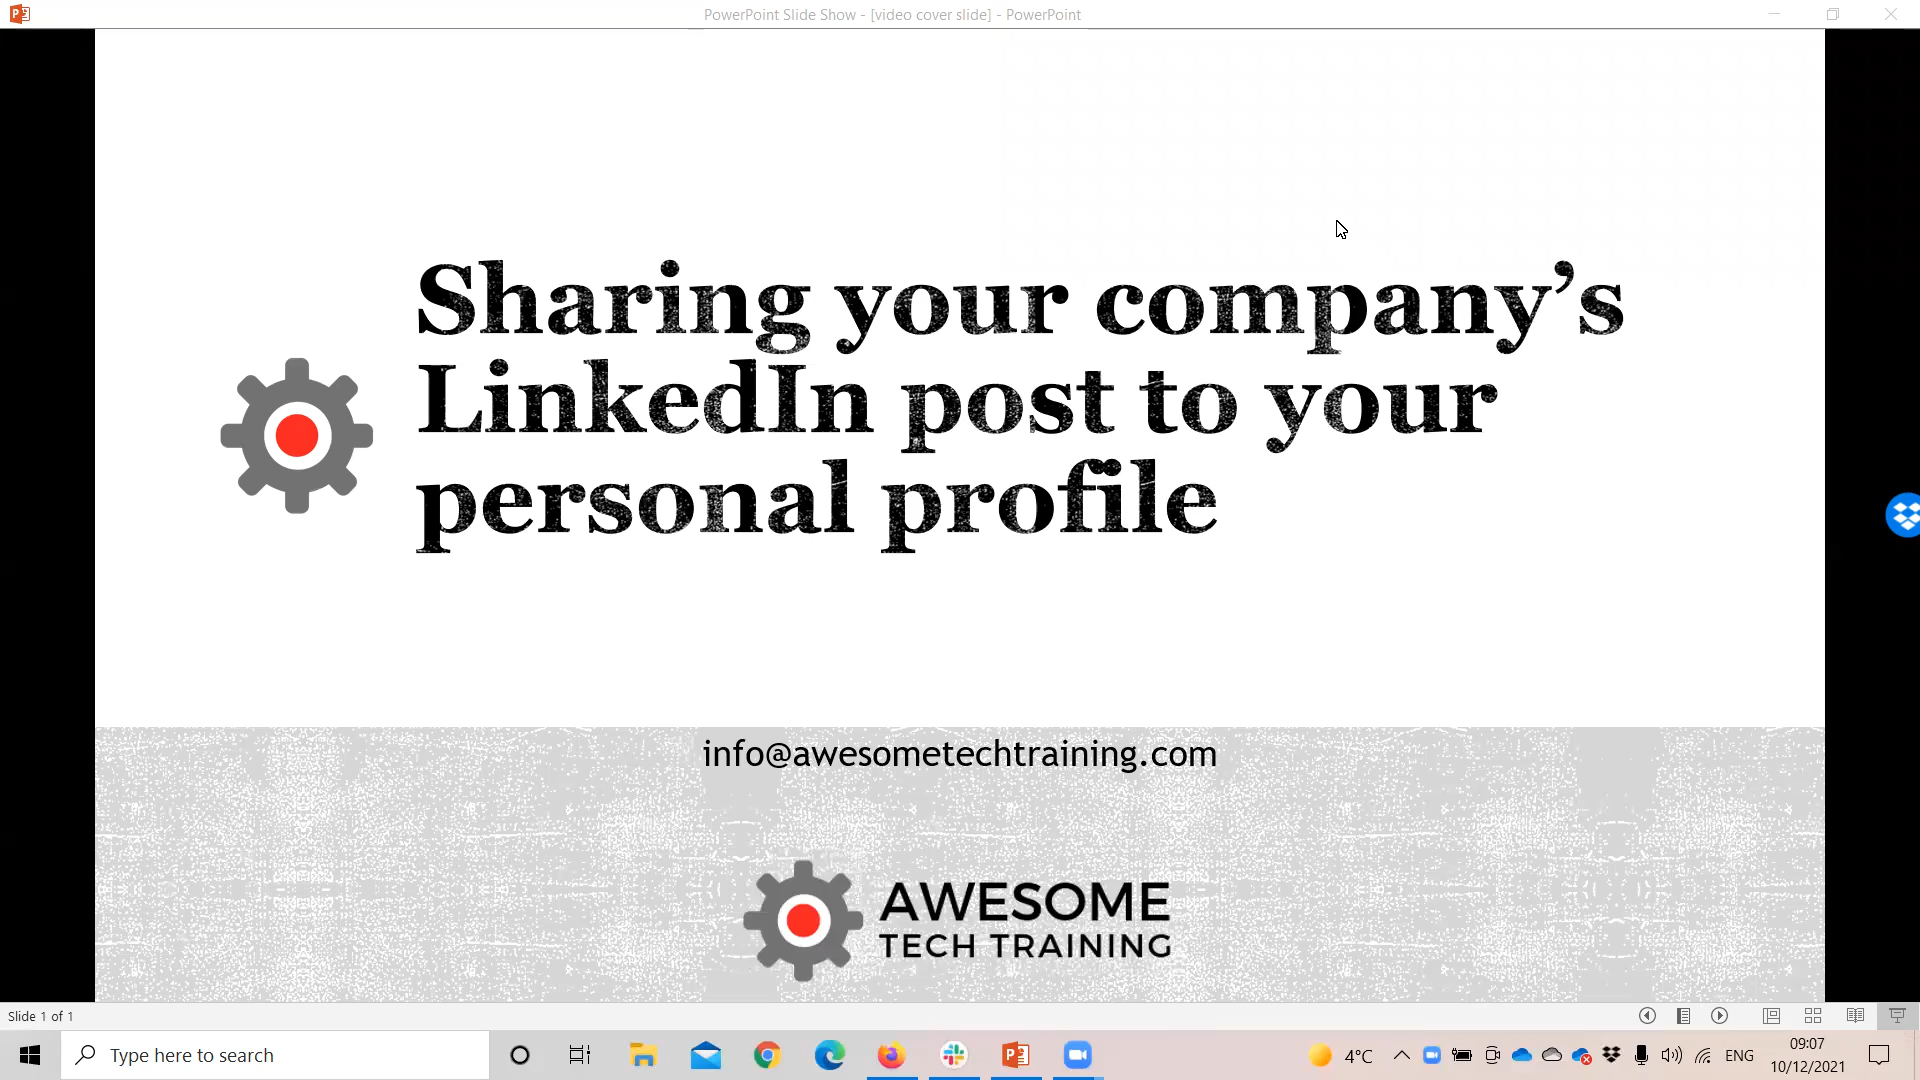 PowerPoint Slide Show - [video cover slide] - PowerPoint
Sharing your company’s
LinkedIn post to your
personal profile
info@awesometechtraining.com
AWESOME
TECH TRAINING
Slide 1 of 1
Type here to search
4°C
ENG
09:07
10/12/2021